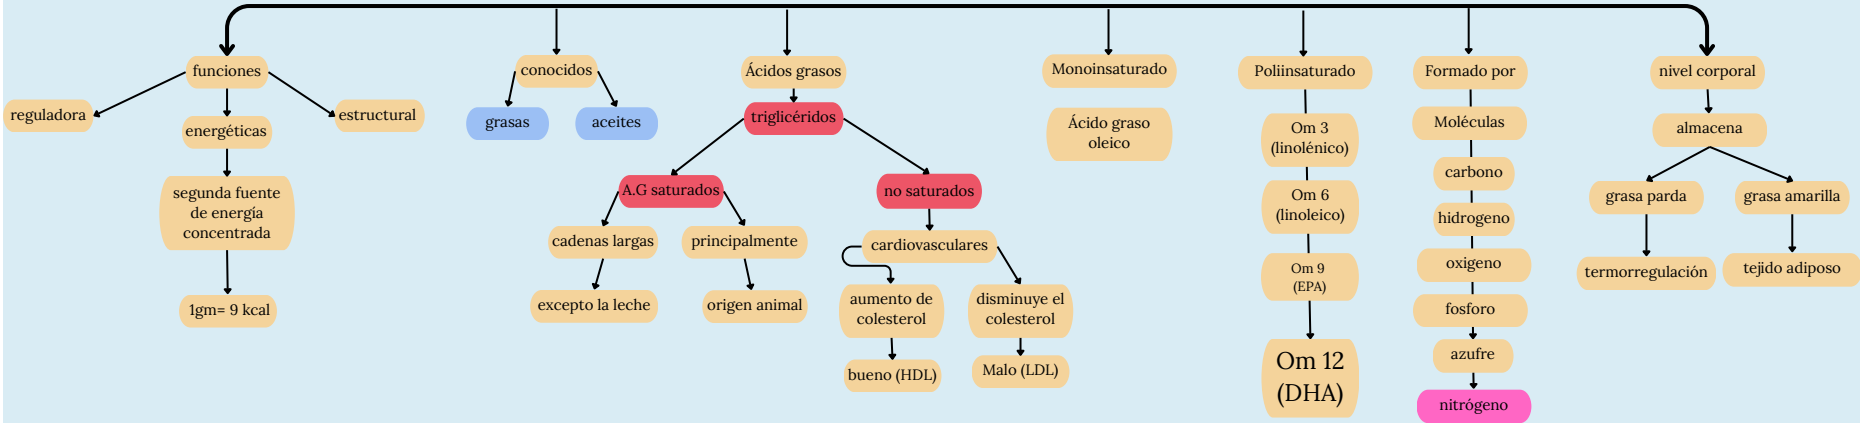 funciones
reguladora
energéticas
estructural
segunda fuente
de energía
concentrada
1gm= 9 kcal
conocidos
grasas
aceites
Ácidos grasos
triglicéridos
A.G saturados
no saturados
cadenas largas
principalmente
excepto la leche
origen animal
cardiovasculares
aumento de
colesterol
disminuye el
colesterol
bueno (HDL)
Malo (LDL)
Monoinsaturado
Ácido graso
oleico
Poliinsaturado
Om 3
(linolénico)
Om 6
(linoleico)
Om 9
(EPA)
Om 12
(DHA)
Formado por
Moléculas
carbono
hidrogeno
oxigeno
fosforo
azufre
nitrógeno
nivel corporal
almacena
grasa parda
grasa amarilla
termorregulación
tejido adiposo